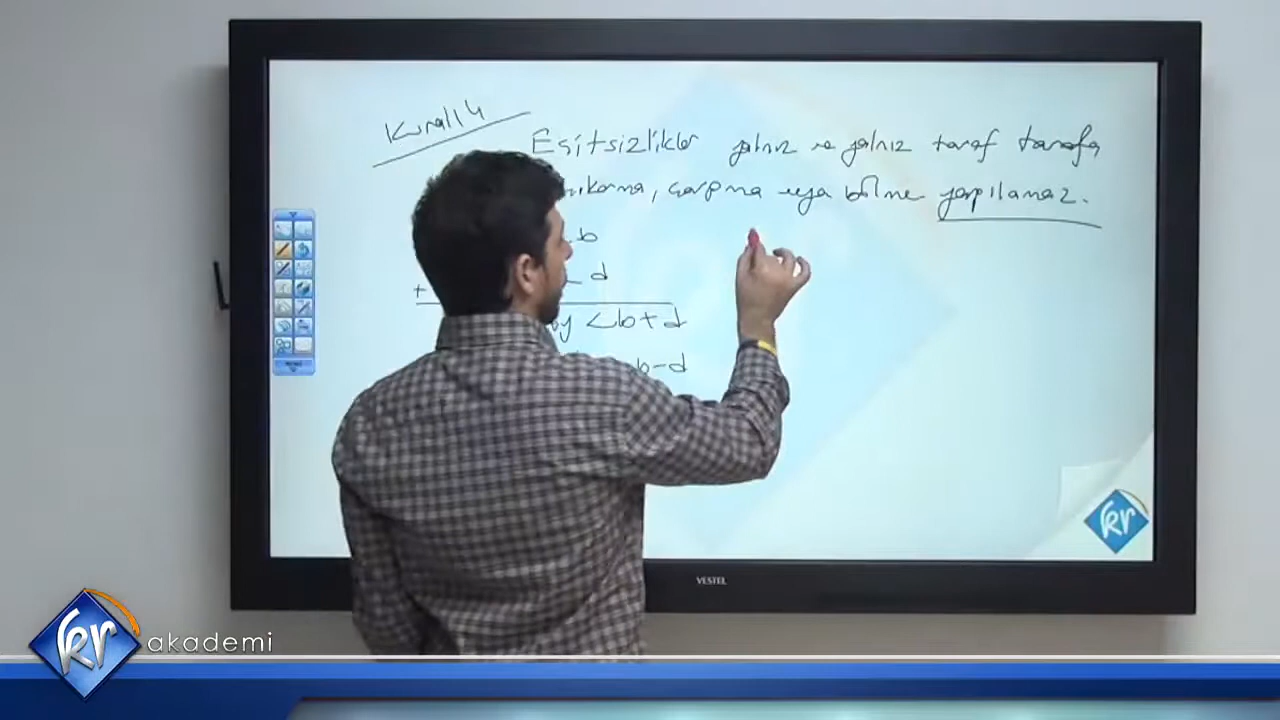 Kural 4
Eşitsizlikler yalnız ve yalnız taraf tarafa
çıkarma, çarpma veya bölme yapılamaz.
b
+ d
y < b + d
b - d
VESTEL
kr
kr akademi